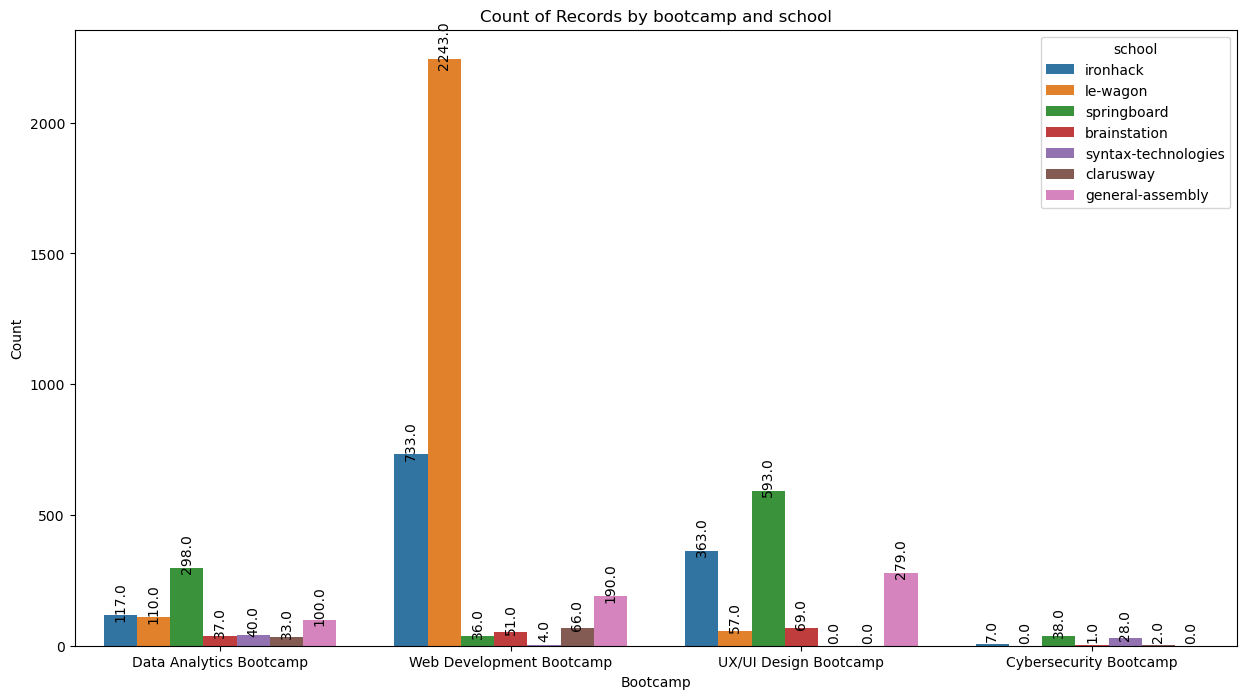 Count of Records by bootcamp and school
school
ironhack
le-wagon
springboard
brainstation
syntax-technologies
clarusway
general-assembly
Count
2000
1500
1000
500
0
117.0
110.0
298.0
37.0
40.0
33.0
100.0
733.0
2243.0
36.0
51.0
4.0
66.0
190.0
363.0
57.0
593.0
69.0
0.0
0.0
279.0
7.0
0.0
38.0
1.0
28.0
2.0
0.0
Data Analytics Bootcamp
Web Development Bootcamp
UX/UI Design Bootcamp
Cybersecurity Bootcamp
Bootcamp